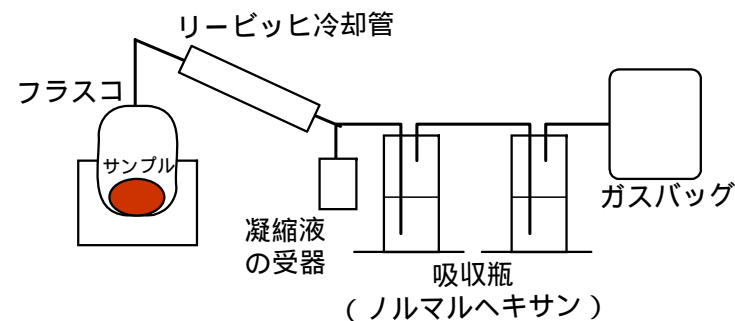 リービッヒ冷却管
フラスコ
サンプル
凝縮液
の受器
吸収瓶
（ノルマルヘキサン）
ガスバッグ